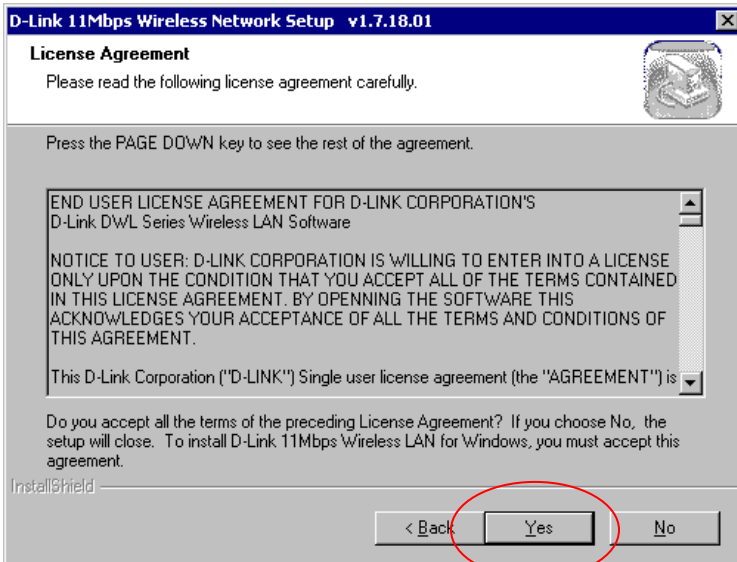 D-Link 11Mbps Wireless Network Setup v1.7.18.01
License Agreement
Please read the following license agreement carefully.
Press the PAGE DOWN key to see the rest of the agreement.
END USER LICENSE AGREEMENT FOR D-LINK CORPORATION'S
D-Link DWL Series Wireless LAN Software
NOTICE TO USER: D-LINK CORPORATION IS WILLING TO ENTER INTO A LICENSE
ONLY UPON THE CONDITION THAT YOU ACCEPT ALL OF THE TERMS CONTAINED
IN THIS LICENSE AGREEMENT. BY OPENNING THE SOFTWARE THIS
ACKNOWLEDGES YOUR ACCEPTANCE OF ALL THE TERMS AND CONDITIONS OF
THIS AGREEMENT.
This D-Link Corporation ("D-LINK") Single user license agreement (the "AGREEMENT") is
Do you accept all the terms of the preceding License Agreement? If you choose No, the
setup will close. To install D-Link 11Mbps Wireless LAN for Windows, you must accept this
agreement.
InstallShield
< Back Yes No